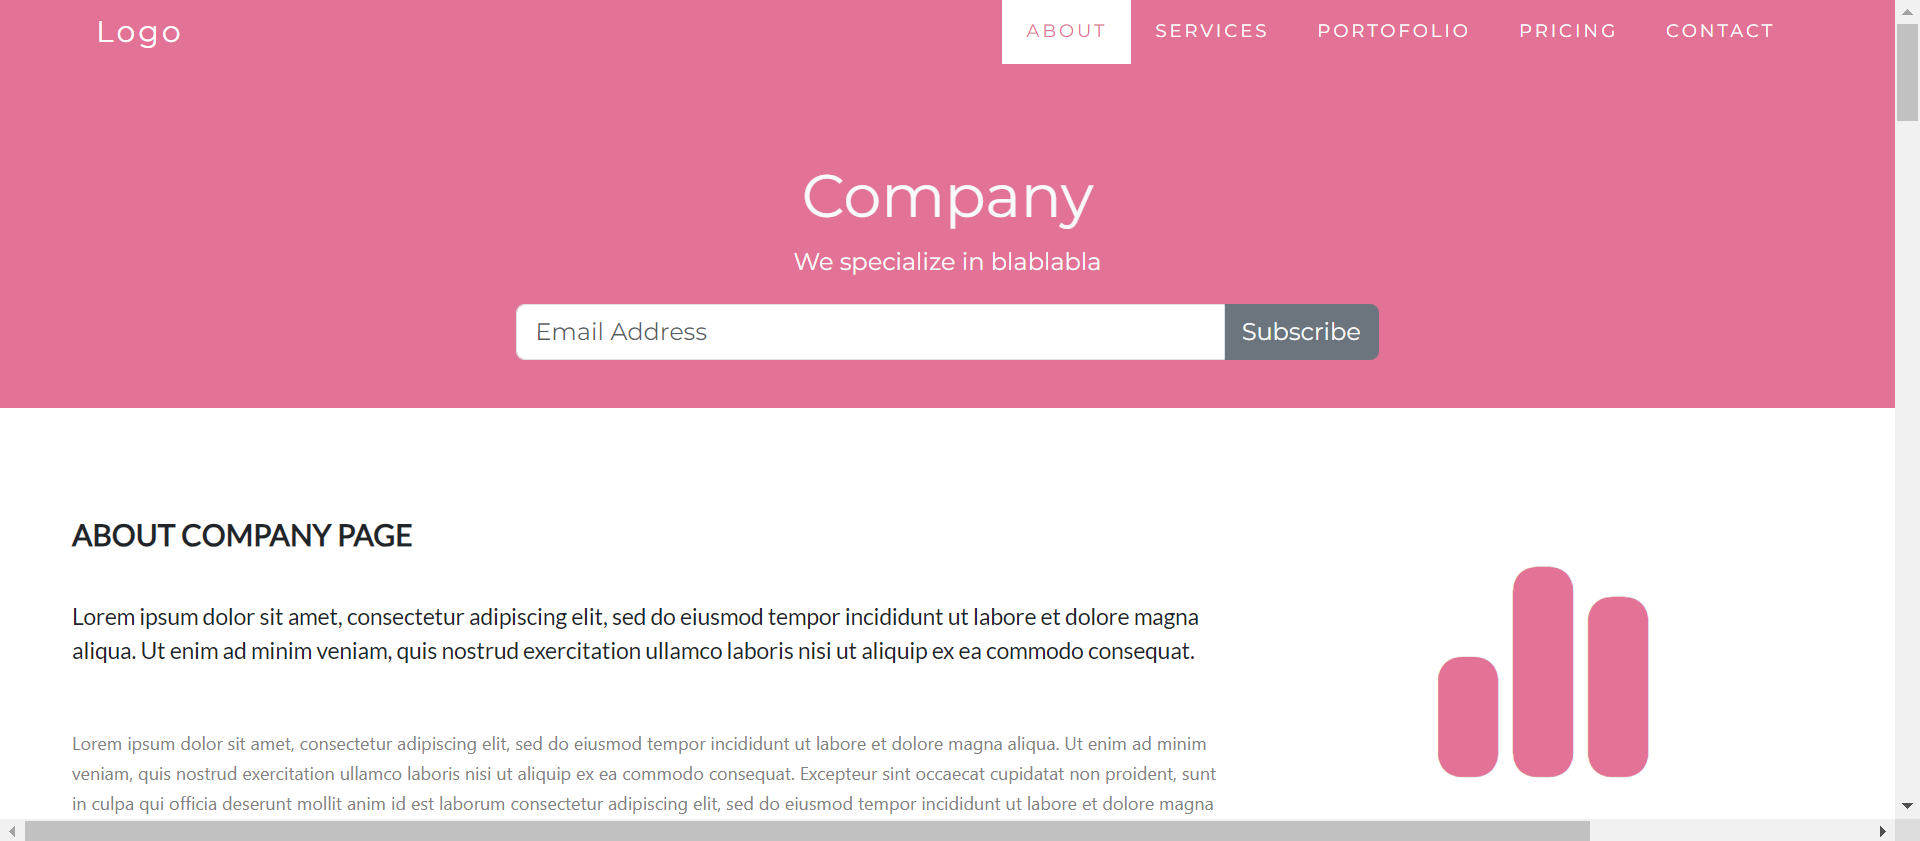 Logo
ABOUT
SERVICES
PORTOFOLIO
PRICING
CONTACT
Company
We specialize in blablabla
Email Address
Subscribe
ABOUT COMPANY PAGE
Lorem ipsum dolor sit amet, consectetur adipiscing elit, sed do eiusmod tempor incididunt ut labore et dolore magna
aliqua. Ut enim ad minim veniam, quis nostrud exercitation ullamco laboris nisi ut aliquip ex ea commodo consequat.
Lorem ipsum dolor sit amet, consectetur adipiscing elit, sed do eiusmod tempor incididunt ut labore et dolore magna aliqua. Ut enim ad minim
veniam, quis nostrud exercitation ullamco laboris nisi ut aliquip ex ea commodo consequat. Excepteur sint occaecat cupidatat non proident, sunt
in culpa qui officia deserunt mollit anim id est laborum consectetur adipiscing elit, sed do eiusmod tempor incididunt ut labore et dolore magna